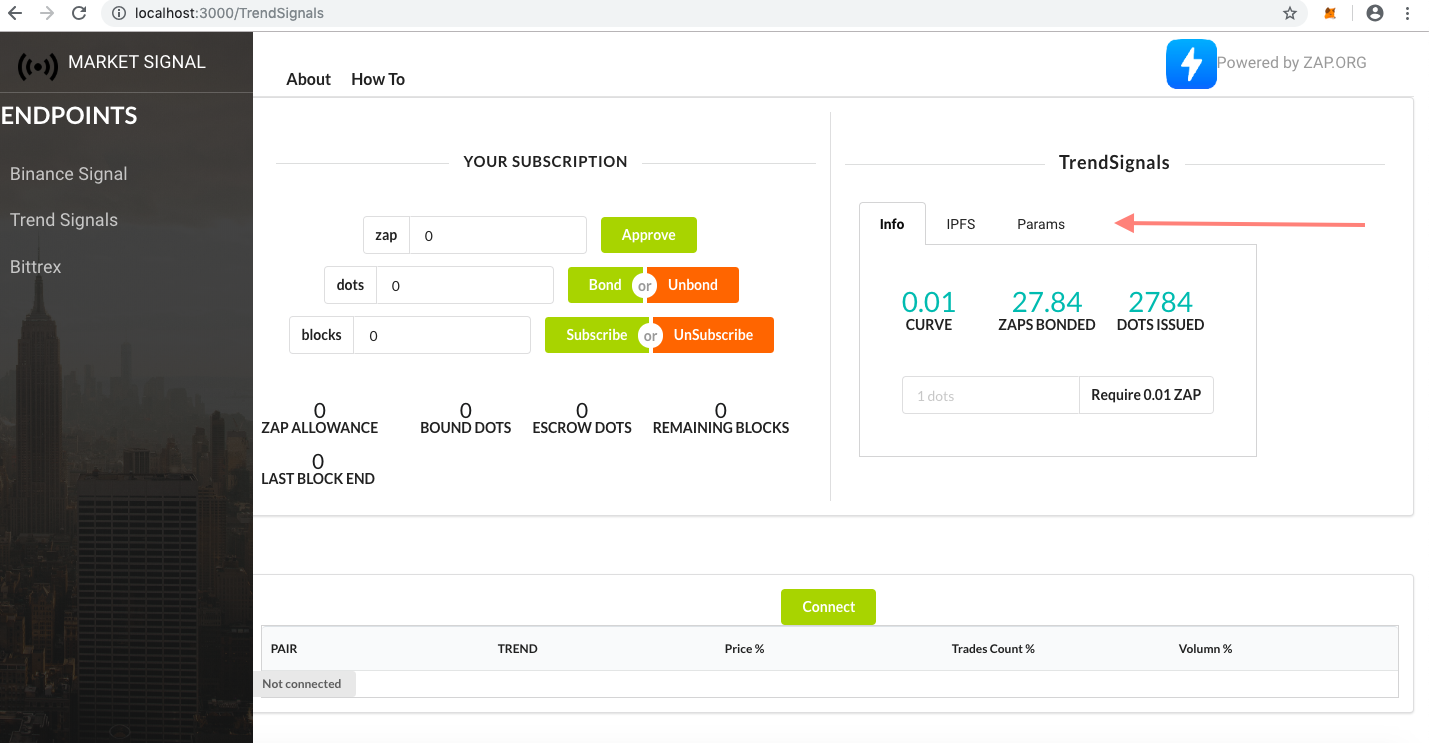 localhost:3000/TrendSignals
MARKET SIGNAL
ENDPOINTS
Binance Signal
Trend Signals
Bittrex
About How To
Powered by ZAP.ORG
YOUR SUBSCRIPTION
zap 0 Approve
dots 0 Bond or Unbond
blocks 0 Subscribe or UnSubscribe
0 0 0 0
ZAP ALLOWANCE BOUND DOTS ESCROW DOTS REMAINING BLOCKS
0
LAST BLOCK END
TrendSignals
Info IPFS Params
0.01 27.84 2784
CURVE ZAPS BONDED DOTS ISSUED
1 dots Require 0.01 ZAP
Connect
PAIR TREND Price % Trades Count % Volumn %
Not connected